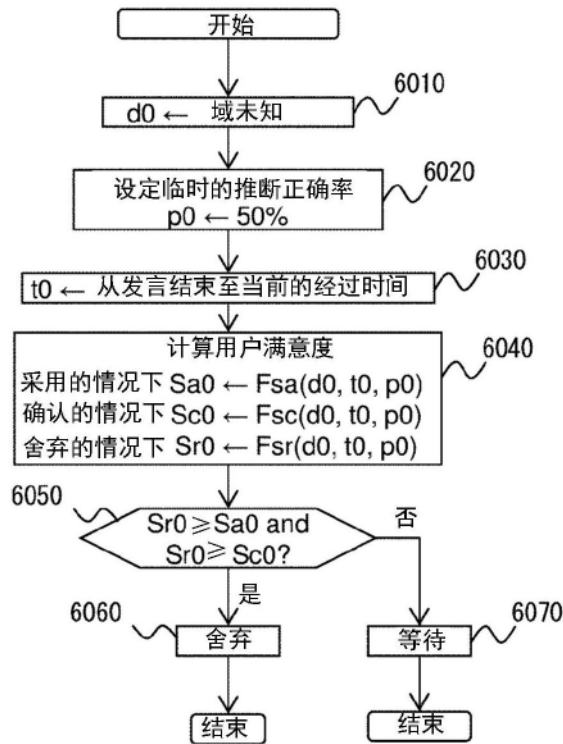 开始
6010
d0 ← 域未知
6020
设定临时的推断正确率
p0 ← 50%
6030
t0 ← 从发言结束至当前的经过时间
6040
计算用户满意度
采用的情况下 Sa0 ← Fsa(d0, t0, p0)
确认的情况下 Sc0 ← Fsc(d0, t0, p0)
舍弃的情况下 Sr0 ← Fsr(d0, t0, p0)
6050
Sr0 ≥ Sa0 and
Sr0 ≥ Sc0?
否
是
6060
舍弃
6070
等待
结束
结束